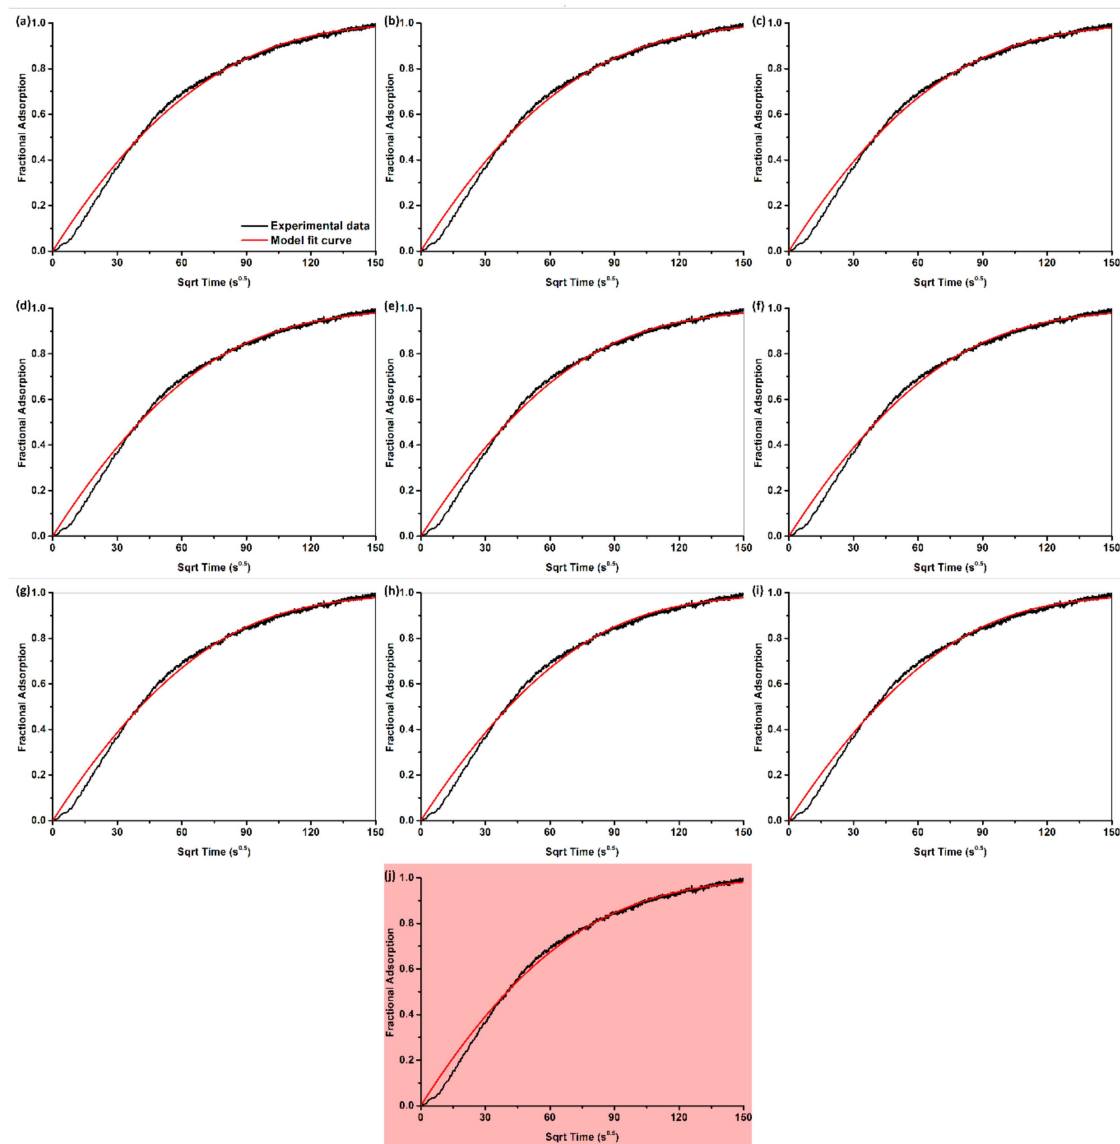 (a)
1.0
0.8
0.6
0.4
0.2
0.0
Fractional Adsorption
Experimental data
Model fit curve
0 30 60 90 120 150
Sqrt Time (s^0.5)
(b)
1.0
0.8
0.6
0.4
0.2
0.0
Fractional Adsorption
0 30 60 90 120 150
Sqrt Time (s^0.5)
(c)
1.0
0.8
0.6
0.4
0.2
0.0
Fractional Adsorption
0 30 60 90 120 150
Sqrt Time (s^0.5)
(d)
1.0
0.8
0.6
0.4
0.2
0.0
Fractional Adsorption
0 30 60 90 120 150
Sqrt Time (s^0.5)
(e)
1.0
0.8
0.6
0.4
0.2
0.0
Fractional Adsorption
0 30 60 90 120 150
Sqrt Time (s^0.5)
(f)
1.0
0.8
0.6
0.4
0.2
0.0
Fractional Adsorption
0 30 60 90 120 150
Sqrt Time (s^0.5)
(g)
1.0
0.8
0.6
0.4
0.2
0.0
Fractional Adsorption
0 30 60 90 120 150
Sqrt Time (s^0.5)
(h)
1.0
0.8
0.6
0.4
0.2
0.0
Fractional Adsorption
0 30 60 90 120 150
Sqrt Time (s^0.5)
(i)
1.0
0.8
0.6
0.4
0.2
0.0
Fractional Adsorption
0 30 60 90 120 150
Sqrt Time (s^0.5)
(j)
1.0
0.8
0.6
0.4
0.2
0.0
Fractional Adsorption
0 30 60 90 120 150
Sqrt Time (s^0.5)